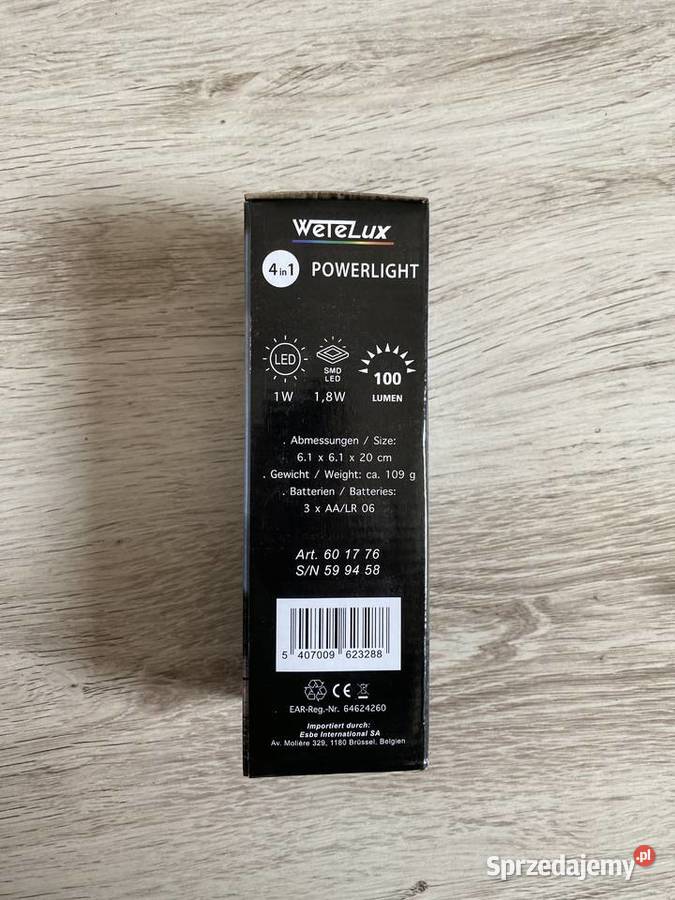 WeTeLux
4in1 POWERLIGHT
LED
SMD
LED
100
LUMEN
1W 1,8W
. Abmessungen / Size:
6.1 x 6.1 x 20 cm
. Gewicht / Weight: ca. 109 g
. Batterien / Batteries:
3 x AA/LR 06
Art. 60 17 76
S/N 59 94 58
5 407009 623288
CE
EAR-Reg.-Nr. 64624260
Importiert durch:
Esbe International SA
Av. Molière 329, 1180 Brüssel, Belgien
Sprzedajemy.pl